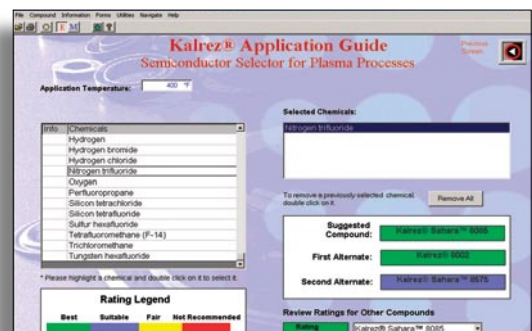 File Compound Information Forms Utilities Navigate Help
E M ?
Kalrez® Application Guide
Semiconductor Selector for Plasma Processes
Previous
Screen
Application Temperature: 400 °F
Info Chemicals
Hydrogen
Hydrogen bromide
Hydrogen chloride
Nitrogen trifluoride
Oxygen
Perfluoropropane
Silicon tetrachloride
Silicon tetrafluoride
Sulfur hexafluoride
Tetrafluoromethane (F-14)
Trichloromethane
Tungsten hexafluoride
* Please highlight a chemical and double click on it to select it.
Rating Legend
Best Suitable Fair Not Recommended
Selected Chemicals:
Nitrogen trifluoride
To remove a previously selected chemical,
double click on it.
Remove All
Suggested
Compound:
Kalrez® Sahara™ 8085
First Alternate: Kalrez® 8002
Second Alternate: Kalrez® Sahara™ 8575
Review Ratings for Other Compounds
Rating Kalrez® Sahara™ 8085